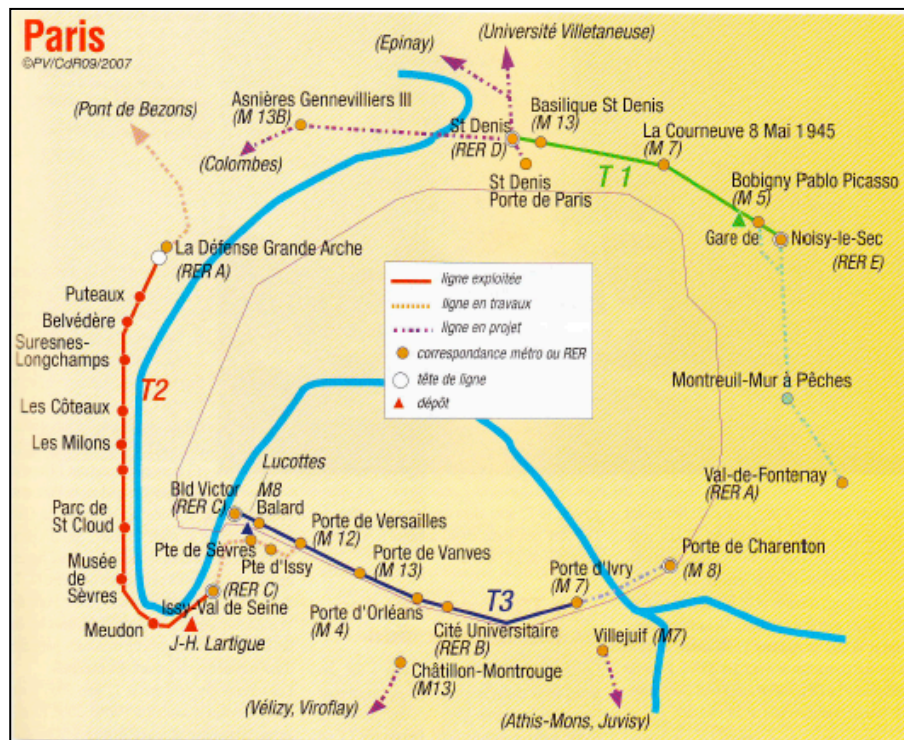 Paris
©PV/CdR09/2007
(Epinay)
(Université Villetaneuse)
(Pont de Bezons)
Asnières Gennevilliers III
(M 13B)
(Colombes)
St Denis
(RER D)
Basilique St Denis
(M 13)
La Courneuve 8 Mai 1945
(M 7)
T 1
St Denis
Porte de Paris
Bobigny Pablo Picasso
(M 5)
Gare de
Noisy-le-Sec
(RER E)
La Défense Grande Arche
(RER A)
Puteaux
Belvédère
Suresnes-
Longchamps
Les Côteaux
Les Milons
Parc de
St Cloud
Musée
de
Sèvres
Meudon
T2
ligne exploitée
ligne en travaux
ligne en projet
correspondance métro ou RER
tête de ligne
dépôt
Montreuil-Mur à Pêches
Val-de-Fontenay
(RER A)
Lucottes
Bld Victor
(RER C)
M8
Balard
Porte de Versailles
(M 12)
Pte de Sèvres
Pte d'Issy
(RER C)
Issy-Val de Seine
J-H. Lartigue
Porte de Vanves
(M 13)
Porte d'Orléans
(M 4)
T3
Cité Universitaire
(RER B)
Porte d'Ivry
(M 7)
Porte de Charenton
(M 8)
Villejuif (M7)
Châtillon-Montrouge
(M13)
(Vélizy, Viroflay)
(Athis-Mons, Juvisy)